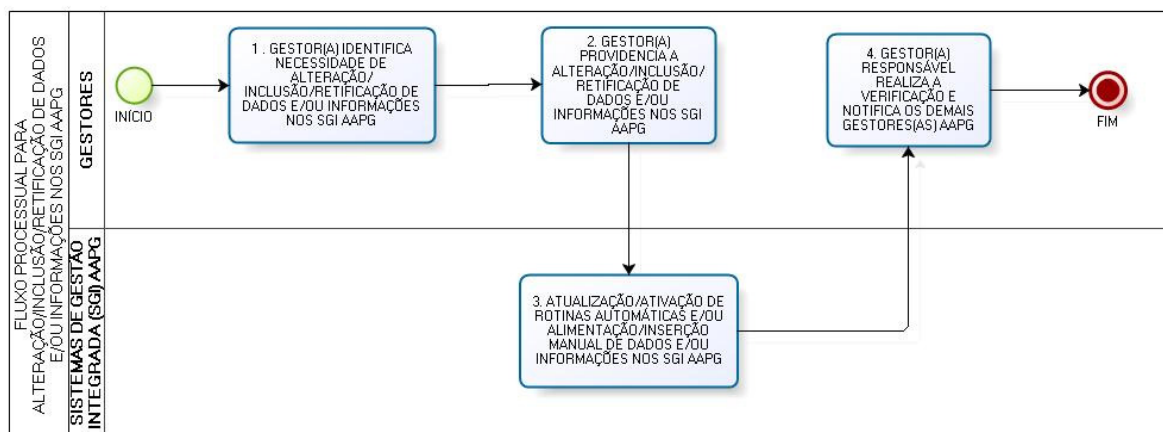 FLUXO PROCESSUAL PARA
ALTERAÇÃO/INCLUSÃO/RETIFICAÇÃO DE DADOS
E/OU INFORMAÇÕES NOS SGI AAPG
GESTORES
INÍCIO
1 . GESTOR(A) IDENTIFICA
NECESSIDADE DE
ALTERAÇÃO/
INCLUSÃO/RETIFICAÇÃO DE
DADOS E/OU INFORMAÇÕES
NOS SGI AAPG
2. GESTOR(A)
PROVIDENCIA A
ALTERAÇÃO/INCLUSÃO/
RETIFICAÇÃO DE
DADOS E/OU
INFORMAÇÕES NOS SGI
AAPG
4. GESTOR(A)
RESPONSÁVEL
REALIZA A
VERIFICAÇÃO E
NOTIFICA OS DEMAIS
GESTORES(AS) AAPG
FIM
SISTEMAS DE GESTÃO
INTEGRADA (SGI) AAPG
3. ATUALIZAÇÃO/ATIVAÇÃO DE
ROTINAS AUTOMÁTICAS E/OU
ALIMENTAÇÃO/INSERÇÃO
MANUAL DE DADOS E/OU
INFORMAÇÕES NOS SGI AAPG